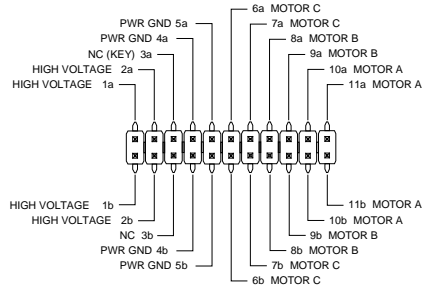 6a MOTOR C
PWR GND 5a
7a MOTOR C
PWR GND 4a
8a MOTOR B
NC (KEY) 3a
9a MOTOR B
HIGH VOLTAGE 2a
10a MOTOR A
HIGH VOLTAGE 1a
11a MOTOR A
HIGH VOLTAGE 1b
11b MOTOR A
HIGH VOLTAGE 2b
10b MOTOR A
NC 3b
9b MOTOR B
PWR GND 4b
8b MOTOR B
PWR GND 5b
7b MOTOR C
6b MOTOR C